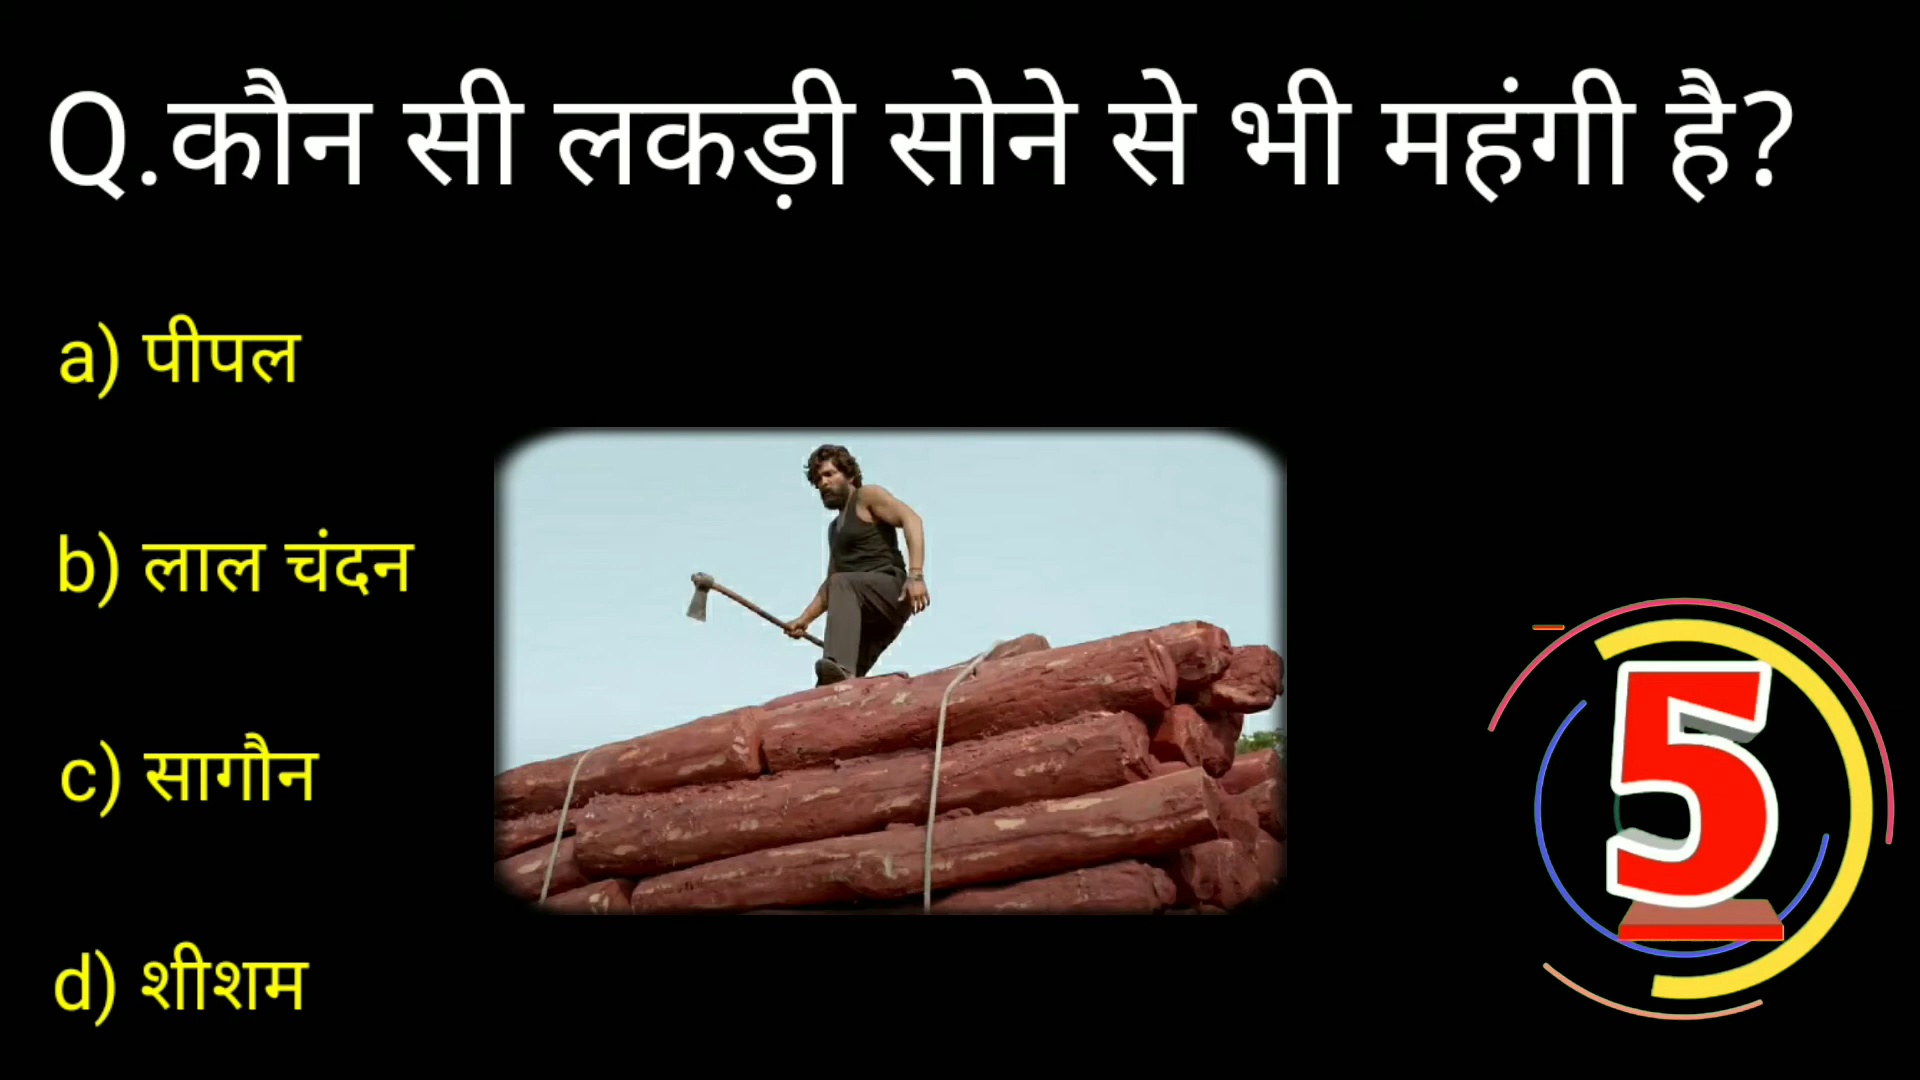 Q.कौन सी लकड़ी सोने से भी महंगी है?
a) पीपल
b) लाल चंदन
c) सागौन
d) शीशम
5